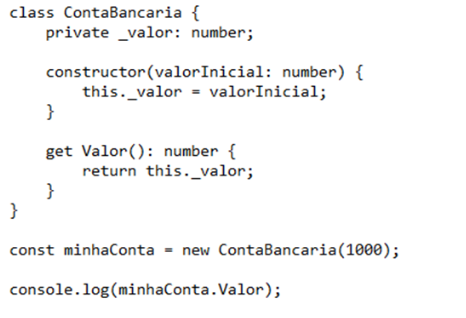 class ContaBancaria {
    private _valor: number;

    constructor(valorInicial: number) {
        this._valor = valorInicial;
    }

    get Valor(): number {
        return this._valor;
    }
}

const minhaConta = new ContaBancaria(1000);

console.log(minhaConta.Valor);